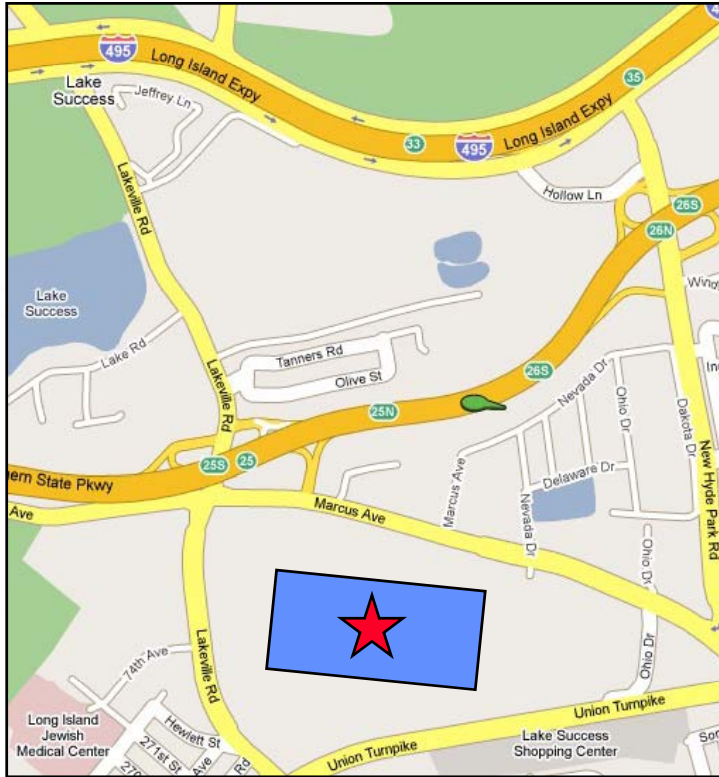 495
Long Island Expy
35
Lake
Success
Jeffrey Ln
33
495
Long Island Expy
Hollow Ln
26S
26N
Lakeville Rd
Lake
Success
Lake Rd
Tanners Rd
Olive St
Lakeville Rd
26S
25N
Nevada Dr
Ohio Dr
Dakota Dr
New Hyde Park Rd
25S
25
ern State Pkwy
Ave
Marcus Ave
Marcus Ave
Delaware Dr
Nevada Dr
Ohio Dr
Ohio Dr
Lakeville Rd
74th Ave
Long Island
Jewish
Medical Center
Hewlett St
271st St
Ave
Rd
Union Turnpike
Union Turnpike
Lake Success
Shopping Center